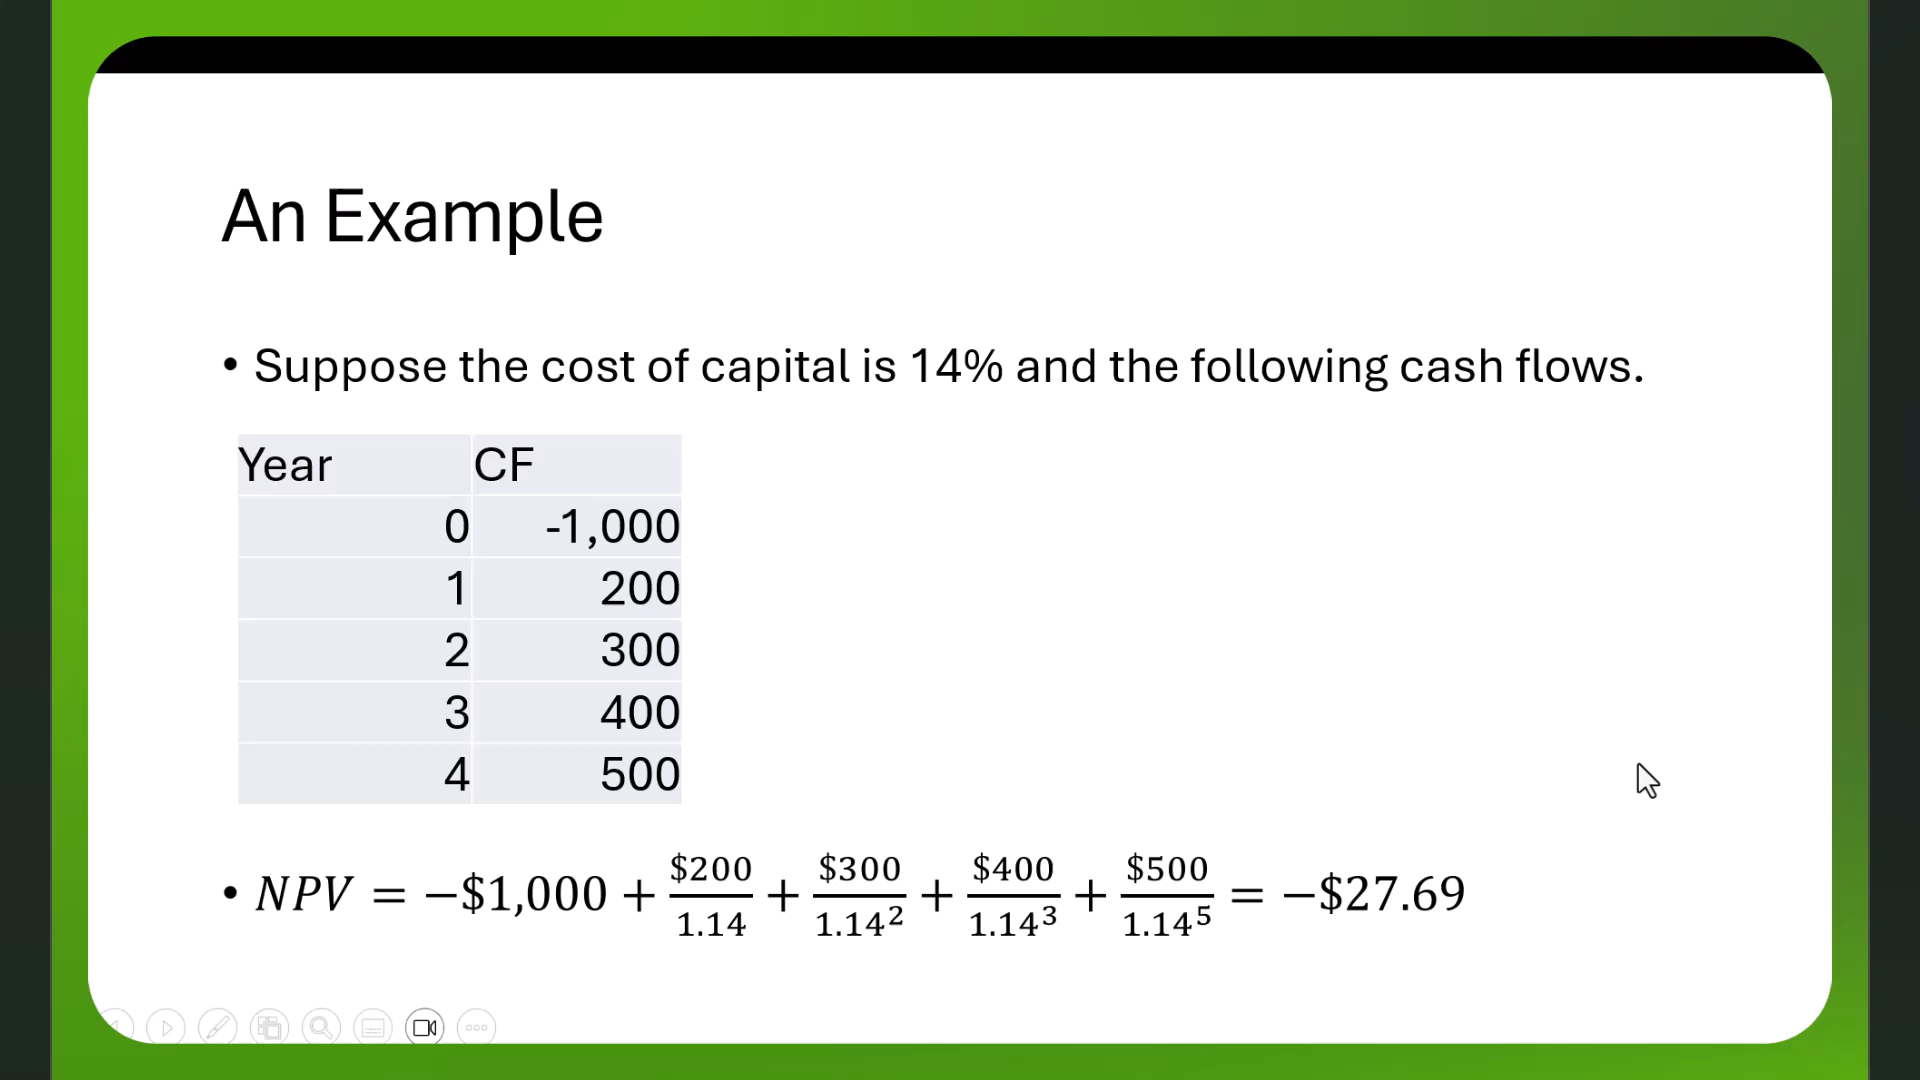 An Example
• Suppose the cost of capital is 14% and the following cash flows.
Year CF
0 -1,000
1 200
2 300
3 400
4 500
• NPV = −$1,000 + $200/1.14 + $300/1.14² + $400/1.14³ + $500/1.14⁵ = −$27.69